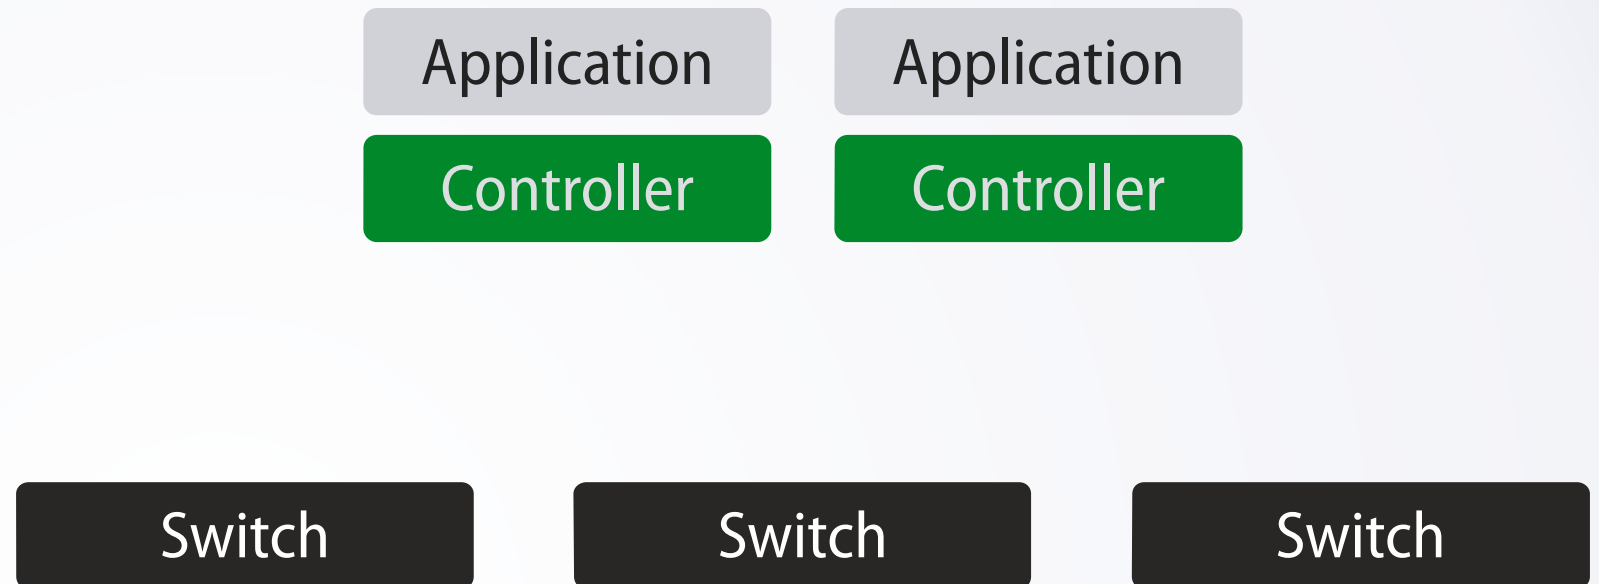 Application Application
Controller Controller
Switch Switch Switch